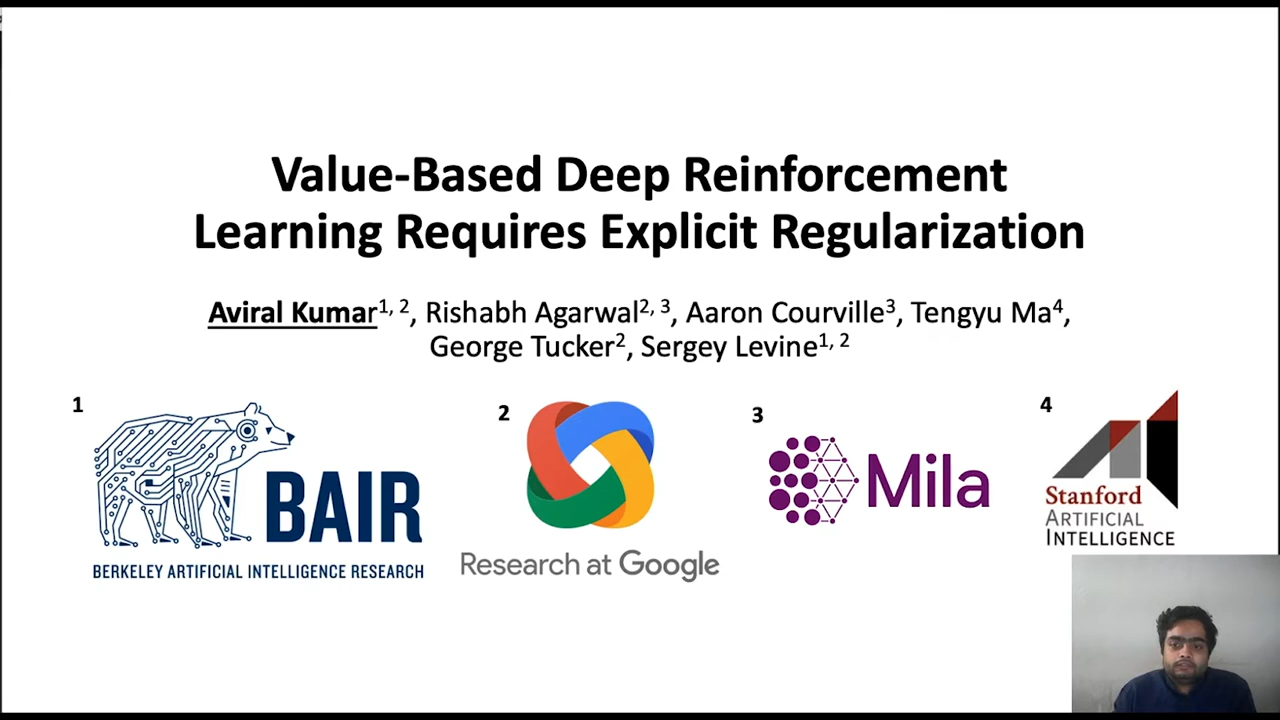 Value-Based Deep Reinforcement
Learning Requires Explicit Regularization
Aviral Kumar1, 2, Rishabh Agarwal2, 3, Aaron Courville3, Tengyu Ma4,
George Tucker2, Sergey Levine1, 2
1
2
3
4
BAIR
BERKELEY ARTIFICIAL INTELLIGENCE RESEARCH
Research at Google
Mila
Stanford
ARTIFICIAL
INTELLIGENCE